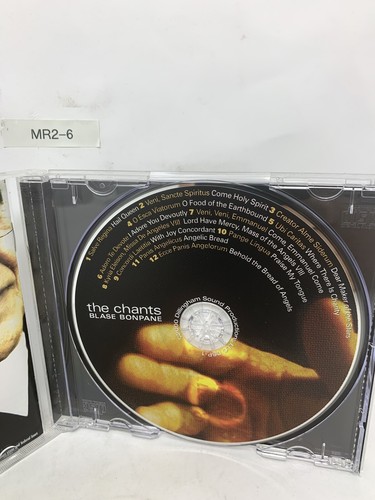 MR2-6
1 Salve Regina Hail Queen 2 Veni, Sancte Spiritus Come Holy Spirit 3 Creator Alme Siderum Dear Maker of the Stars
4 O Esca Viatorum O Food of the Earthbound 5 Ubi Caritas Where There Is Charity
6 Adoro Te Devote I Adore You Devoutly 7 Veni, Veni, Emmanuel Come, Emmanuel Come
8 Kyrie Eleison, Missa De Angelis VIII Lord Have Mercy, Mass of the Angels VIII
9 Concordi Laetitia With Joy Concordant 10 Pange Lingua Praise My Tongue
11 Panis Angelicus Angelic Bread
12 Ecce Panis Angelorum Behold the Bread of Angels
the chants
BLASE BONPANE
Dillingham Sound Productions